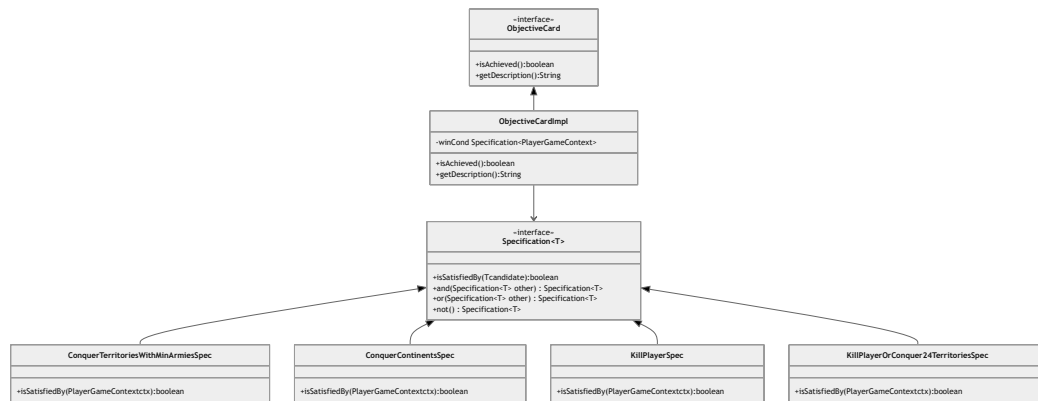 «interface»
ObjectiveCard
+isAchieved():boolean
+getDescription():String
ObjectiveCardImpl
-winCond Specification<PlayerGameContext>
+isAchieved():boolean
+getDescription():String
«interface»
Specification<T>
+isSatisfiedBy(Tcandidate):boolean
+and(Specification<T> other) : Specification<T>
+or(Specification<T> other) : Specification<T>
+not() : Specification<T>
ConquerTerritoriesWithMinArmiesSpec
+isSatisfiedBy(PlayerGameContextctx):boolean
ConquerContinentsSpec
+isSatisfiedBy(PlayerGameContextctx):boolean
KillPlayerSpec
+isSatisfiedBy(PlayerGameContextctx):boolean
KillPlayerOrConquer24TerritoriesSpec
+isSatisfiedBy(PlayerGameContextctx):boolean